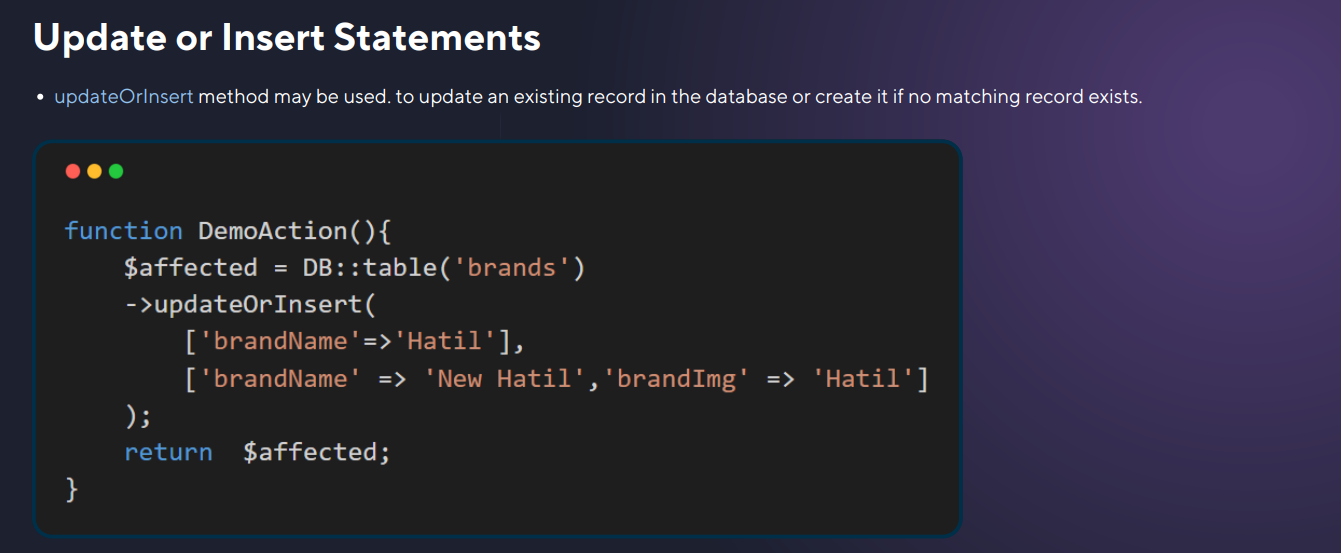 Update or Insert Statements
• updateOrInsert method may be used. to update an existing record in the database or create it if no matching record exists.
function DemoAction(){
    $affected = DB::table('brands')
    ->updateOrInsert(
        ['brandName'=>'Hatil'],
        ['brandName' => 'New Hatil','brandImg' => 'Hatil']
    );
    return  $affected;
}